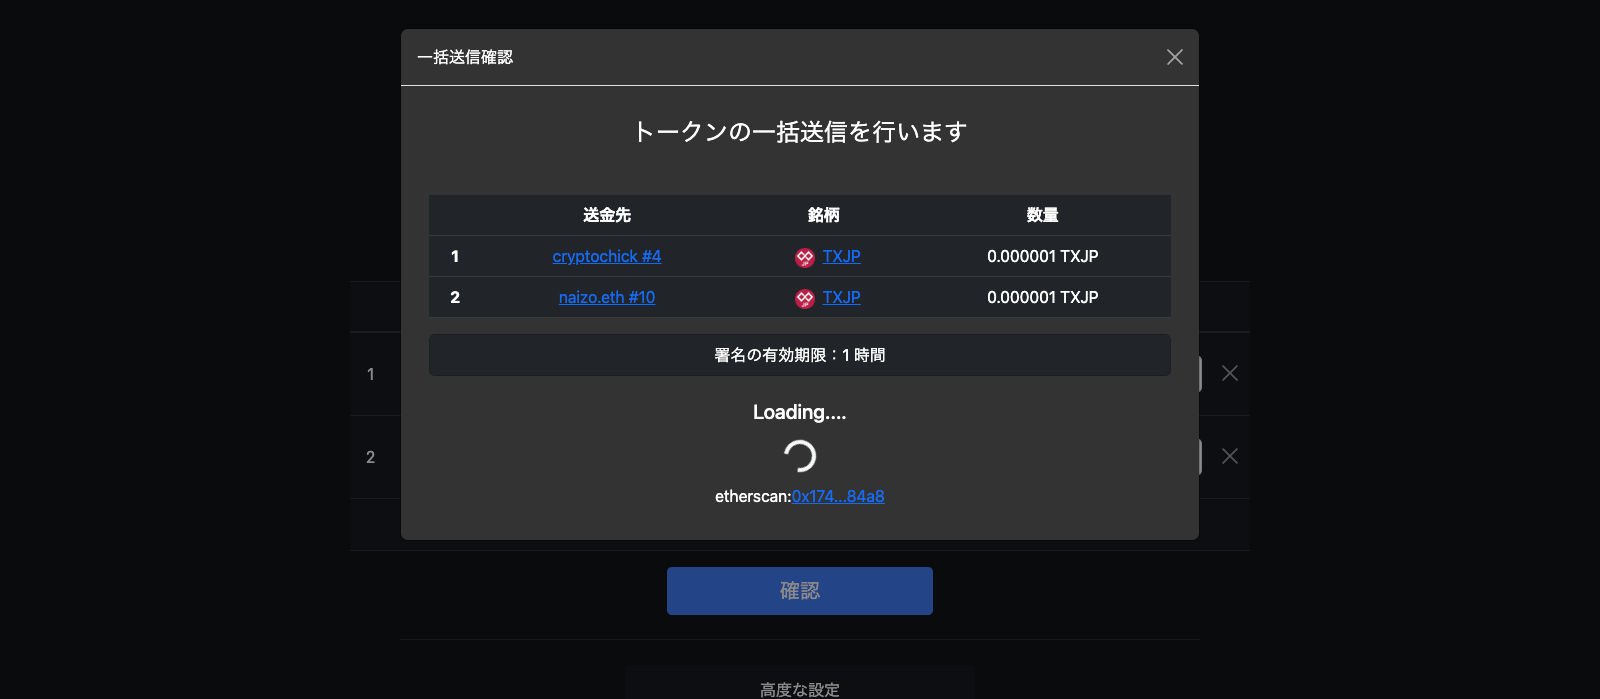 一括送信確認
トークンの一括送信を行います
送金先 銘柄 数量
1 cryptochick #4 TXJP 0.000001 TXJP
2 naizo.eth #10 TXJP 0.000001 TXJP
署名の有効期限：1 時間
Loading....
etherscan:0x174...84a8
1
2
確認
高度な設定